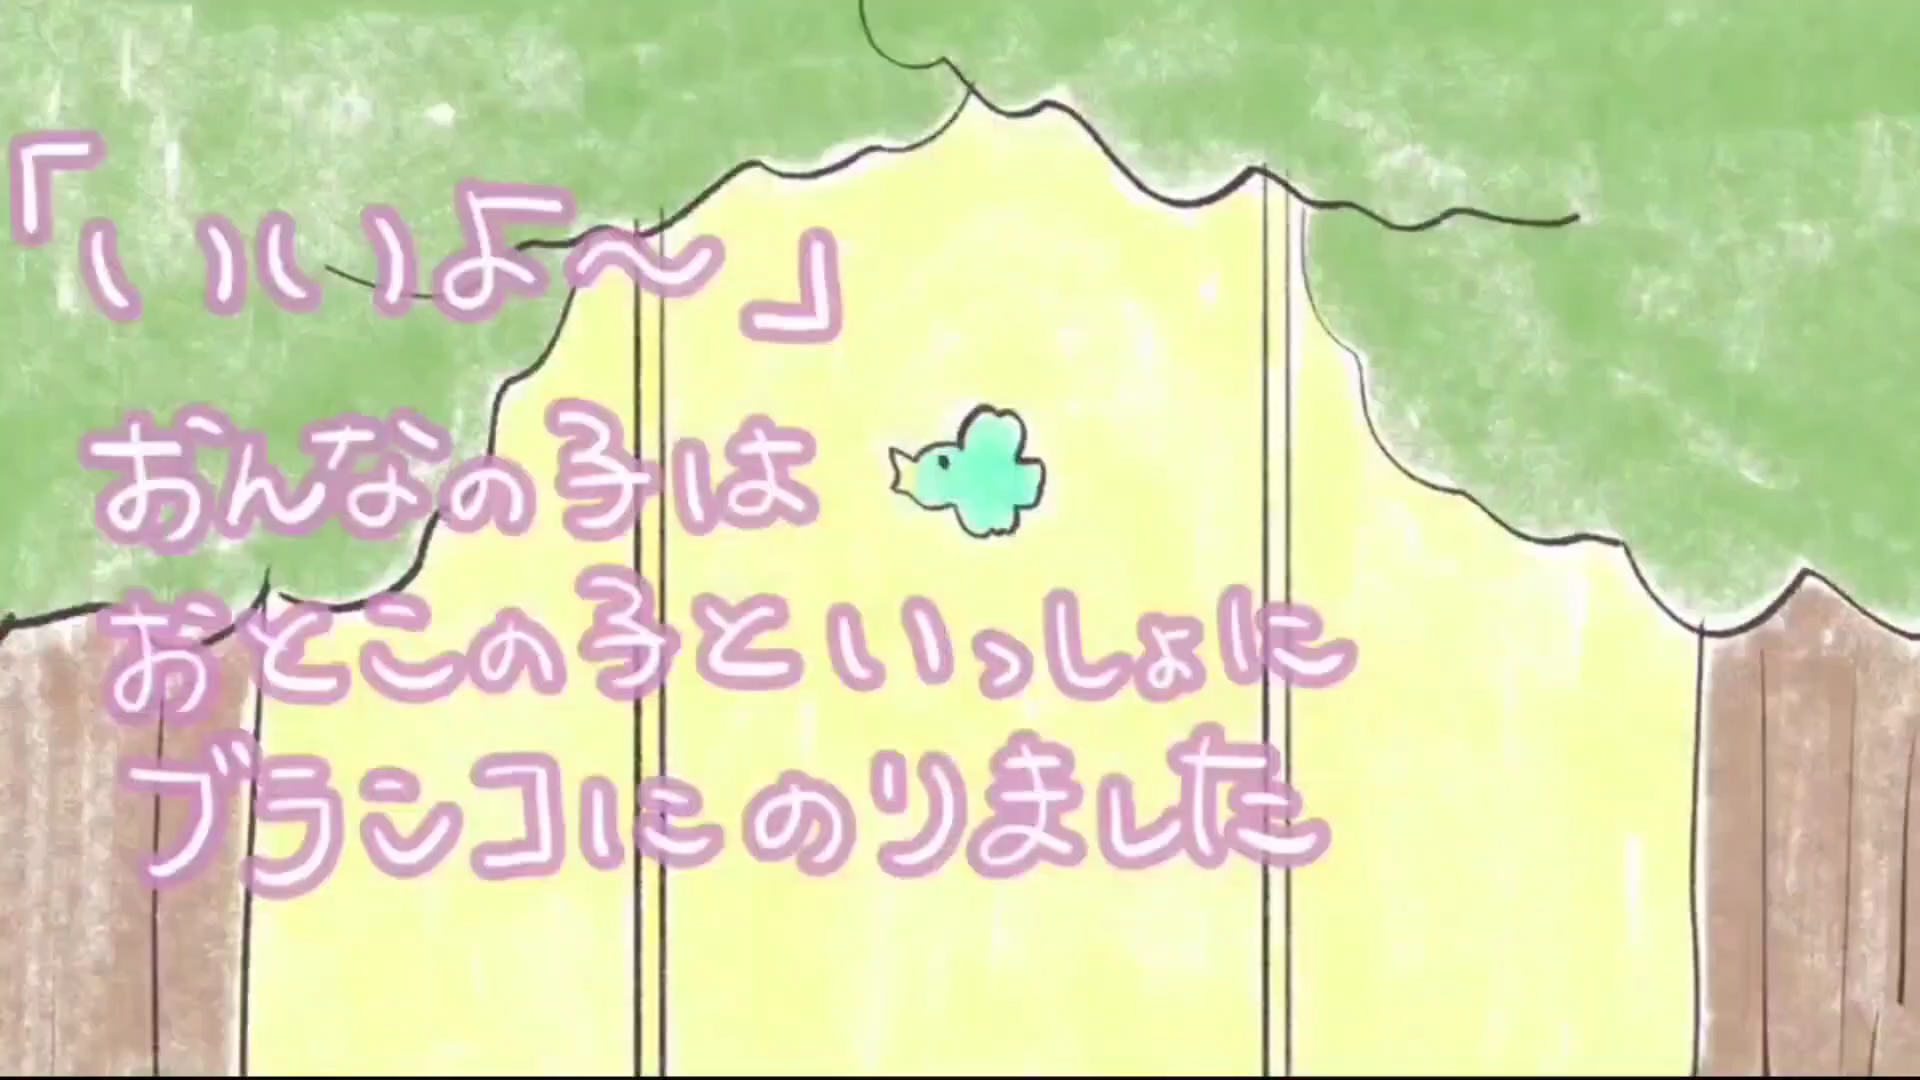 「いいよ～」
おんなの子は
おとこの子といっしょに
ブランコにのりました